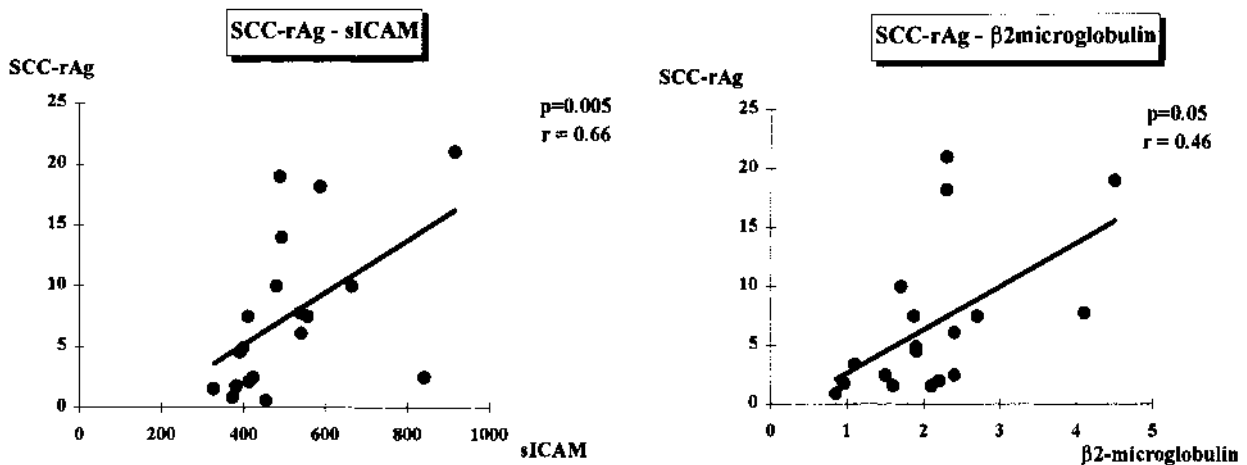 SCC-rAg - sICAM
SCC-rAg
p=0.005
r = 0.66
25
20
15
10
5
0
0 200 400 600 800 1000
sICAM
SCC-rAg - β2microglobulin
SCC-rAg
p=0.05
r = 0.46
25
20
15
10
5
0
0 1 2 3 4 5
β2-microglobulin